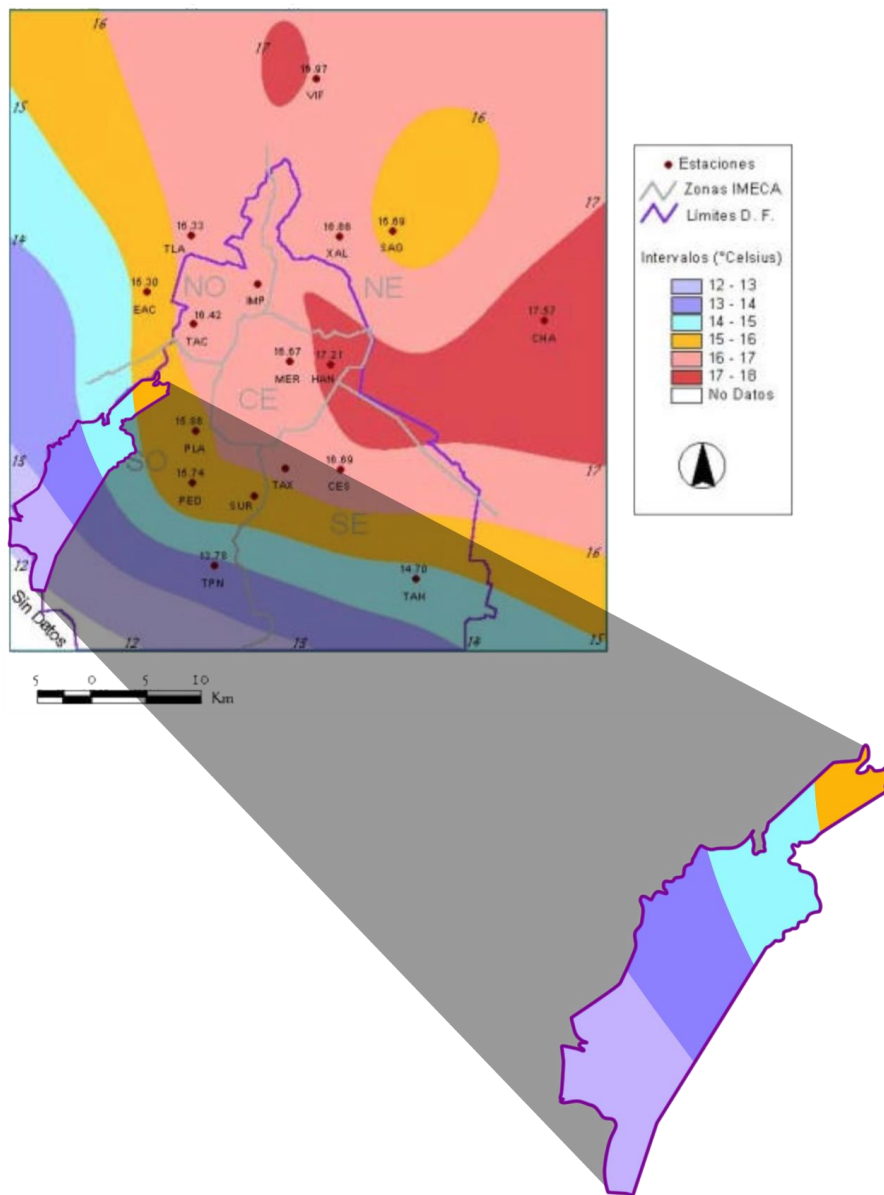 16
17
16.97
VIF
15
16
17
16.33
TLA
16.86
XAL
16.69
SAG
14
NO
NE
15.30
EAC
IMP
16.42
TAC
17.57
CHA
16.67
MER
17.21
HAN
CE
15.86
PLA
13
SO
15.74
PED
SUR
TAX
16.69
CES
17
SE
16
12
13.78
TPN
14.70
TAH
Sin Datos
12
13
14
15
5 0 5 10
Km
Estaciones
Zonas IMECA
Límites D. F.
Intervalos (°Celsius)
12 - 13
13 - 14
14 - 15
15 - 16
16 - 17
17 - 18
No Datos